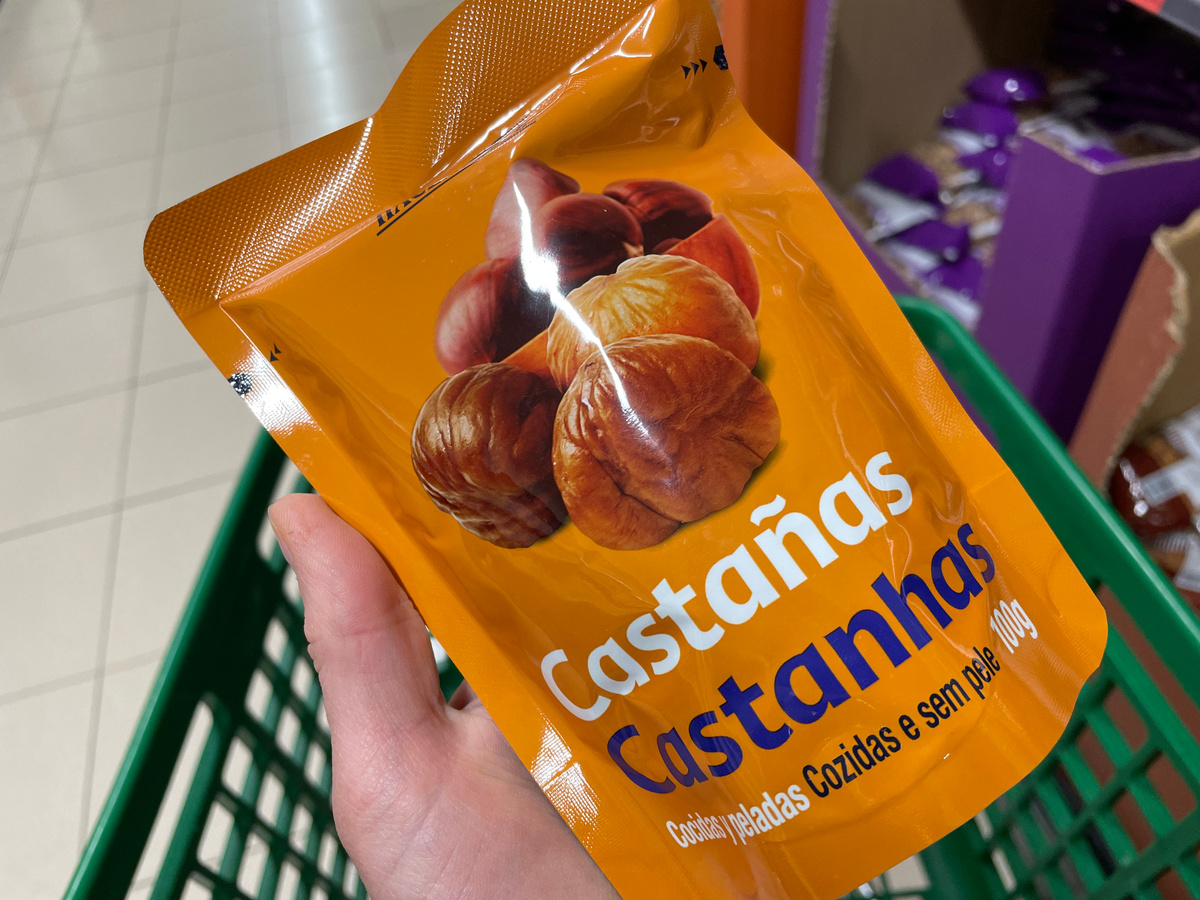 Castañas
Castanhas
Cocidas y peladas Cozidas e sem pele 100g